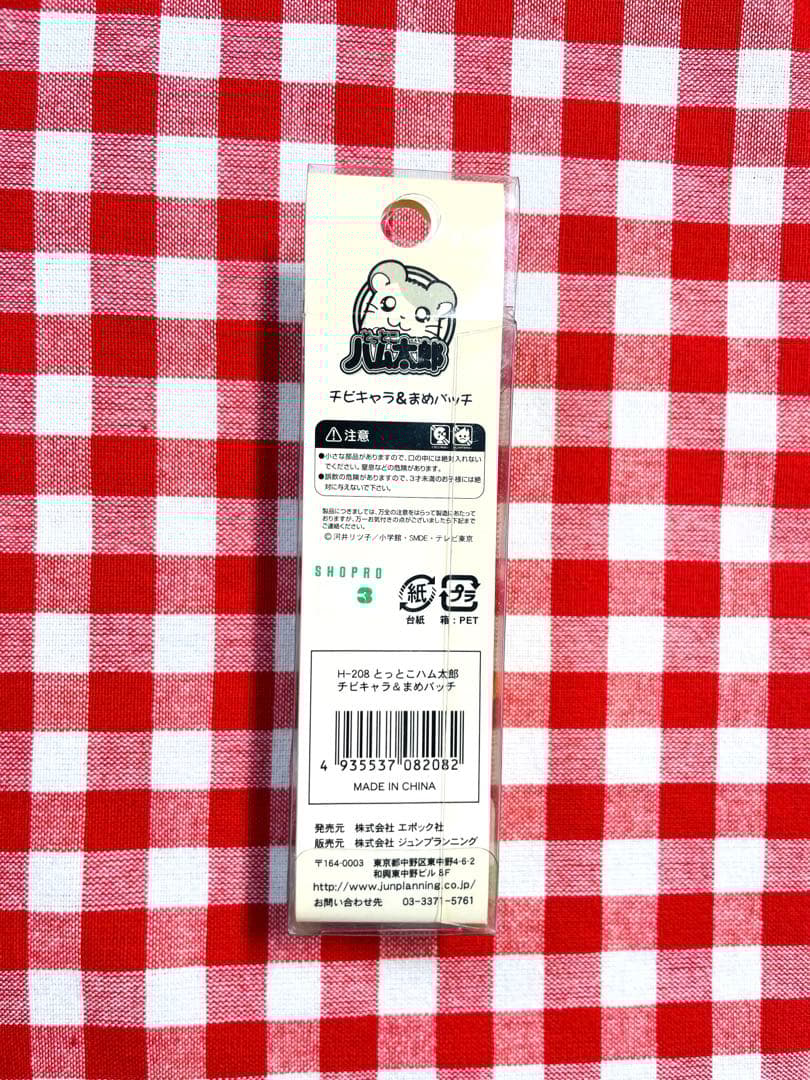 とっとこ
ハム太郎
チビキャラ&まめバッチ
注意
●小さな部品がありますので、口の中には絶対入れない
でください。窒息などの危険があります。
●誤飲の危険がありますので、3才未満のお子様には絶
対に与えないで下さい。
製品につきましては、万全の注意をはらって製造にあたって
おりますが、万一お気付きの点がございましたら下記まで
ご連絡ください。
©河井リツ子/小学館・SMDE・テレビ東京
SHOPRO
3
紙 プラ
台紙 箱:PET
H-208 とっとこハム太郎
チビキャラ&まめバッチ
4 935537 082082
MADE IN CHINA
発売元 株式会社 エポック社
販売元 株式会社 ジュンプランニング
〒164-0003 東京都中野区東中野4-6-2
和興東中野ビル 8F
http://www.junplanning.co.jp/
お問い合わせ先 03-3371-5761